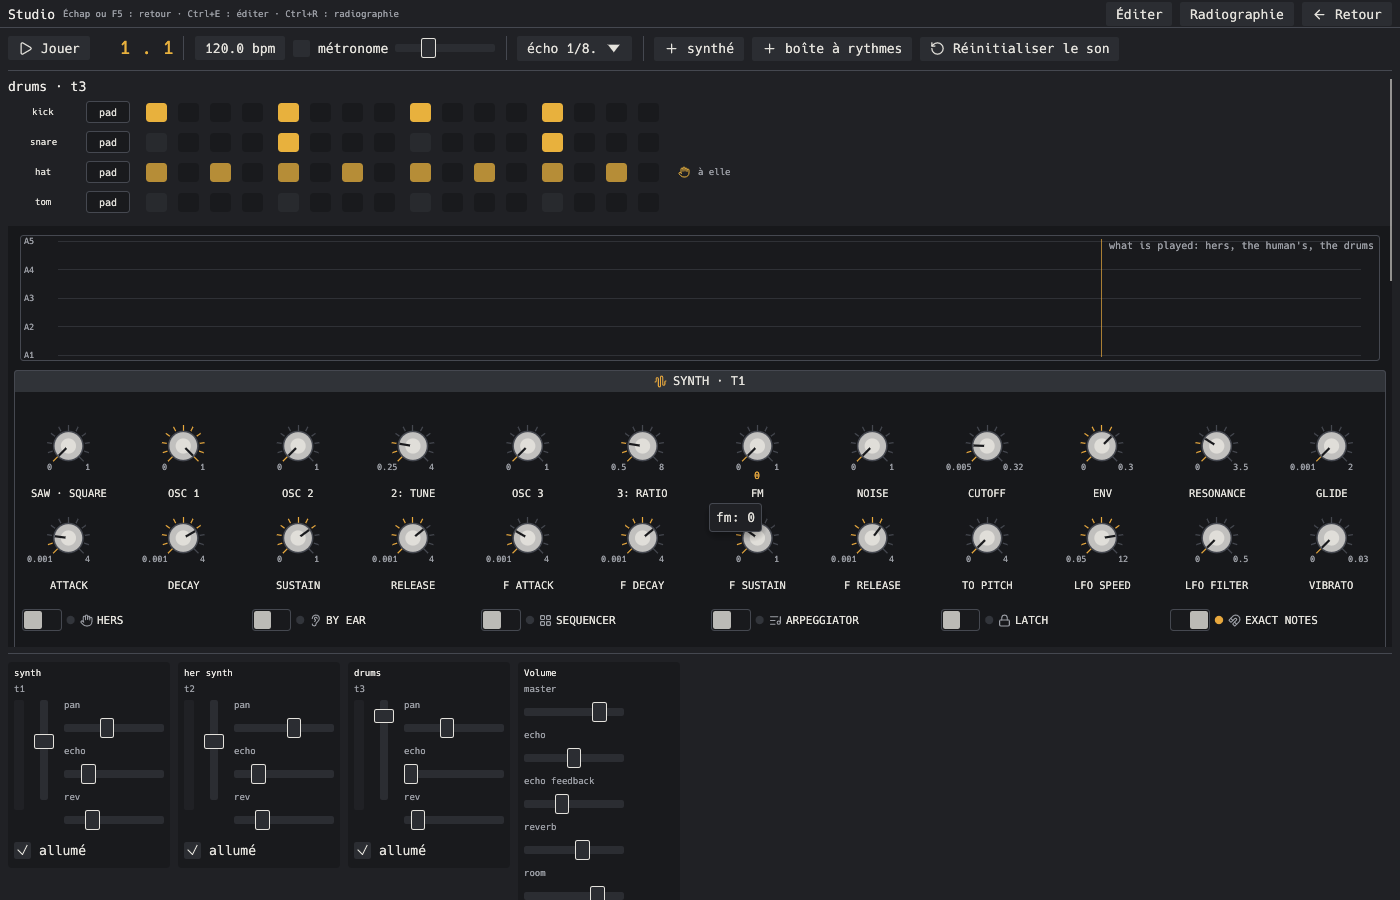 Studio Échap ou F5 : retour · Ctrl+E : éditer · Ctrl+R : radiographie Éditer Radiographie Retour
Jouer 1 . 1 120.0 bpm métronome écho 1/8. synthé boîte à rythmes Réinitialiser le son
drums · t3
kick pad
snare pad
hat pad à elle
tom pad
A5 what is played: hers, the human's, the drums
A4
A3
A2
A1
SYNTH · T1
0 1 0 1 0 1 0.25 4 0 1 0.5 8 0 1 0 1 0.005 0.32 0 0.3 0 3.5 0.001 2
0
SAW · SQUARE OSC 1 OSC 2 2: TUNE OSC 3 3: RATIO FM NOISE CUTOFF ENV RESONANCE GLIDE
fm: 0
0.001 4 0.001 4 0 1 0.001 4 0.001 4 0.001 4 0 1 0.001 4 0 4 0.05 12 0 0.5 0 0.03
ATTACK DECAY SUSTAIN RELEASE F ATTACK F DECAY F SUSTAIN F RELEASE TO PITCH LFO SPEED LFO FILTER VIBRATO
HERS BY EAR SEQUENCER ARPEGGIATOR LATCH EXACT NOTES
synth
t1
pan
echo
rev
allumé
her synth
t2
pan
echo
rev
allumé
drums
t3
pan
echo
rev
allumé
Volume
master
echo
echo feedback
reverb
room